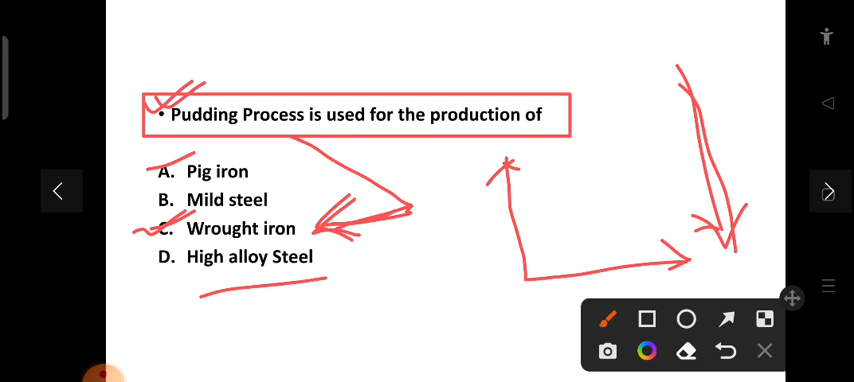 • Pudding Process is used for the production of
A. Pig iron
B. Mild steel
C. Wrought iron
D. High alloy Steel